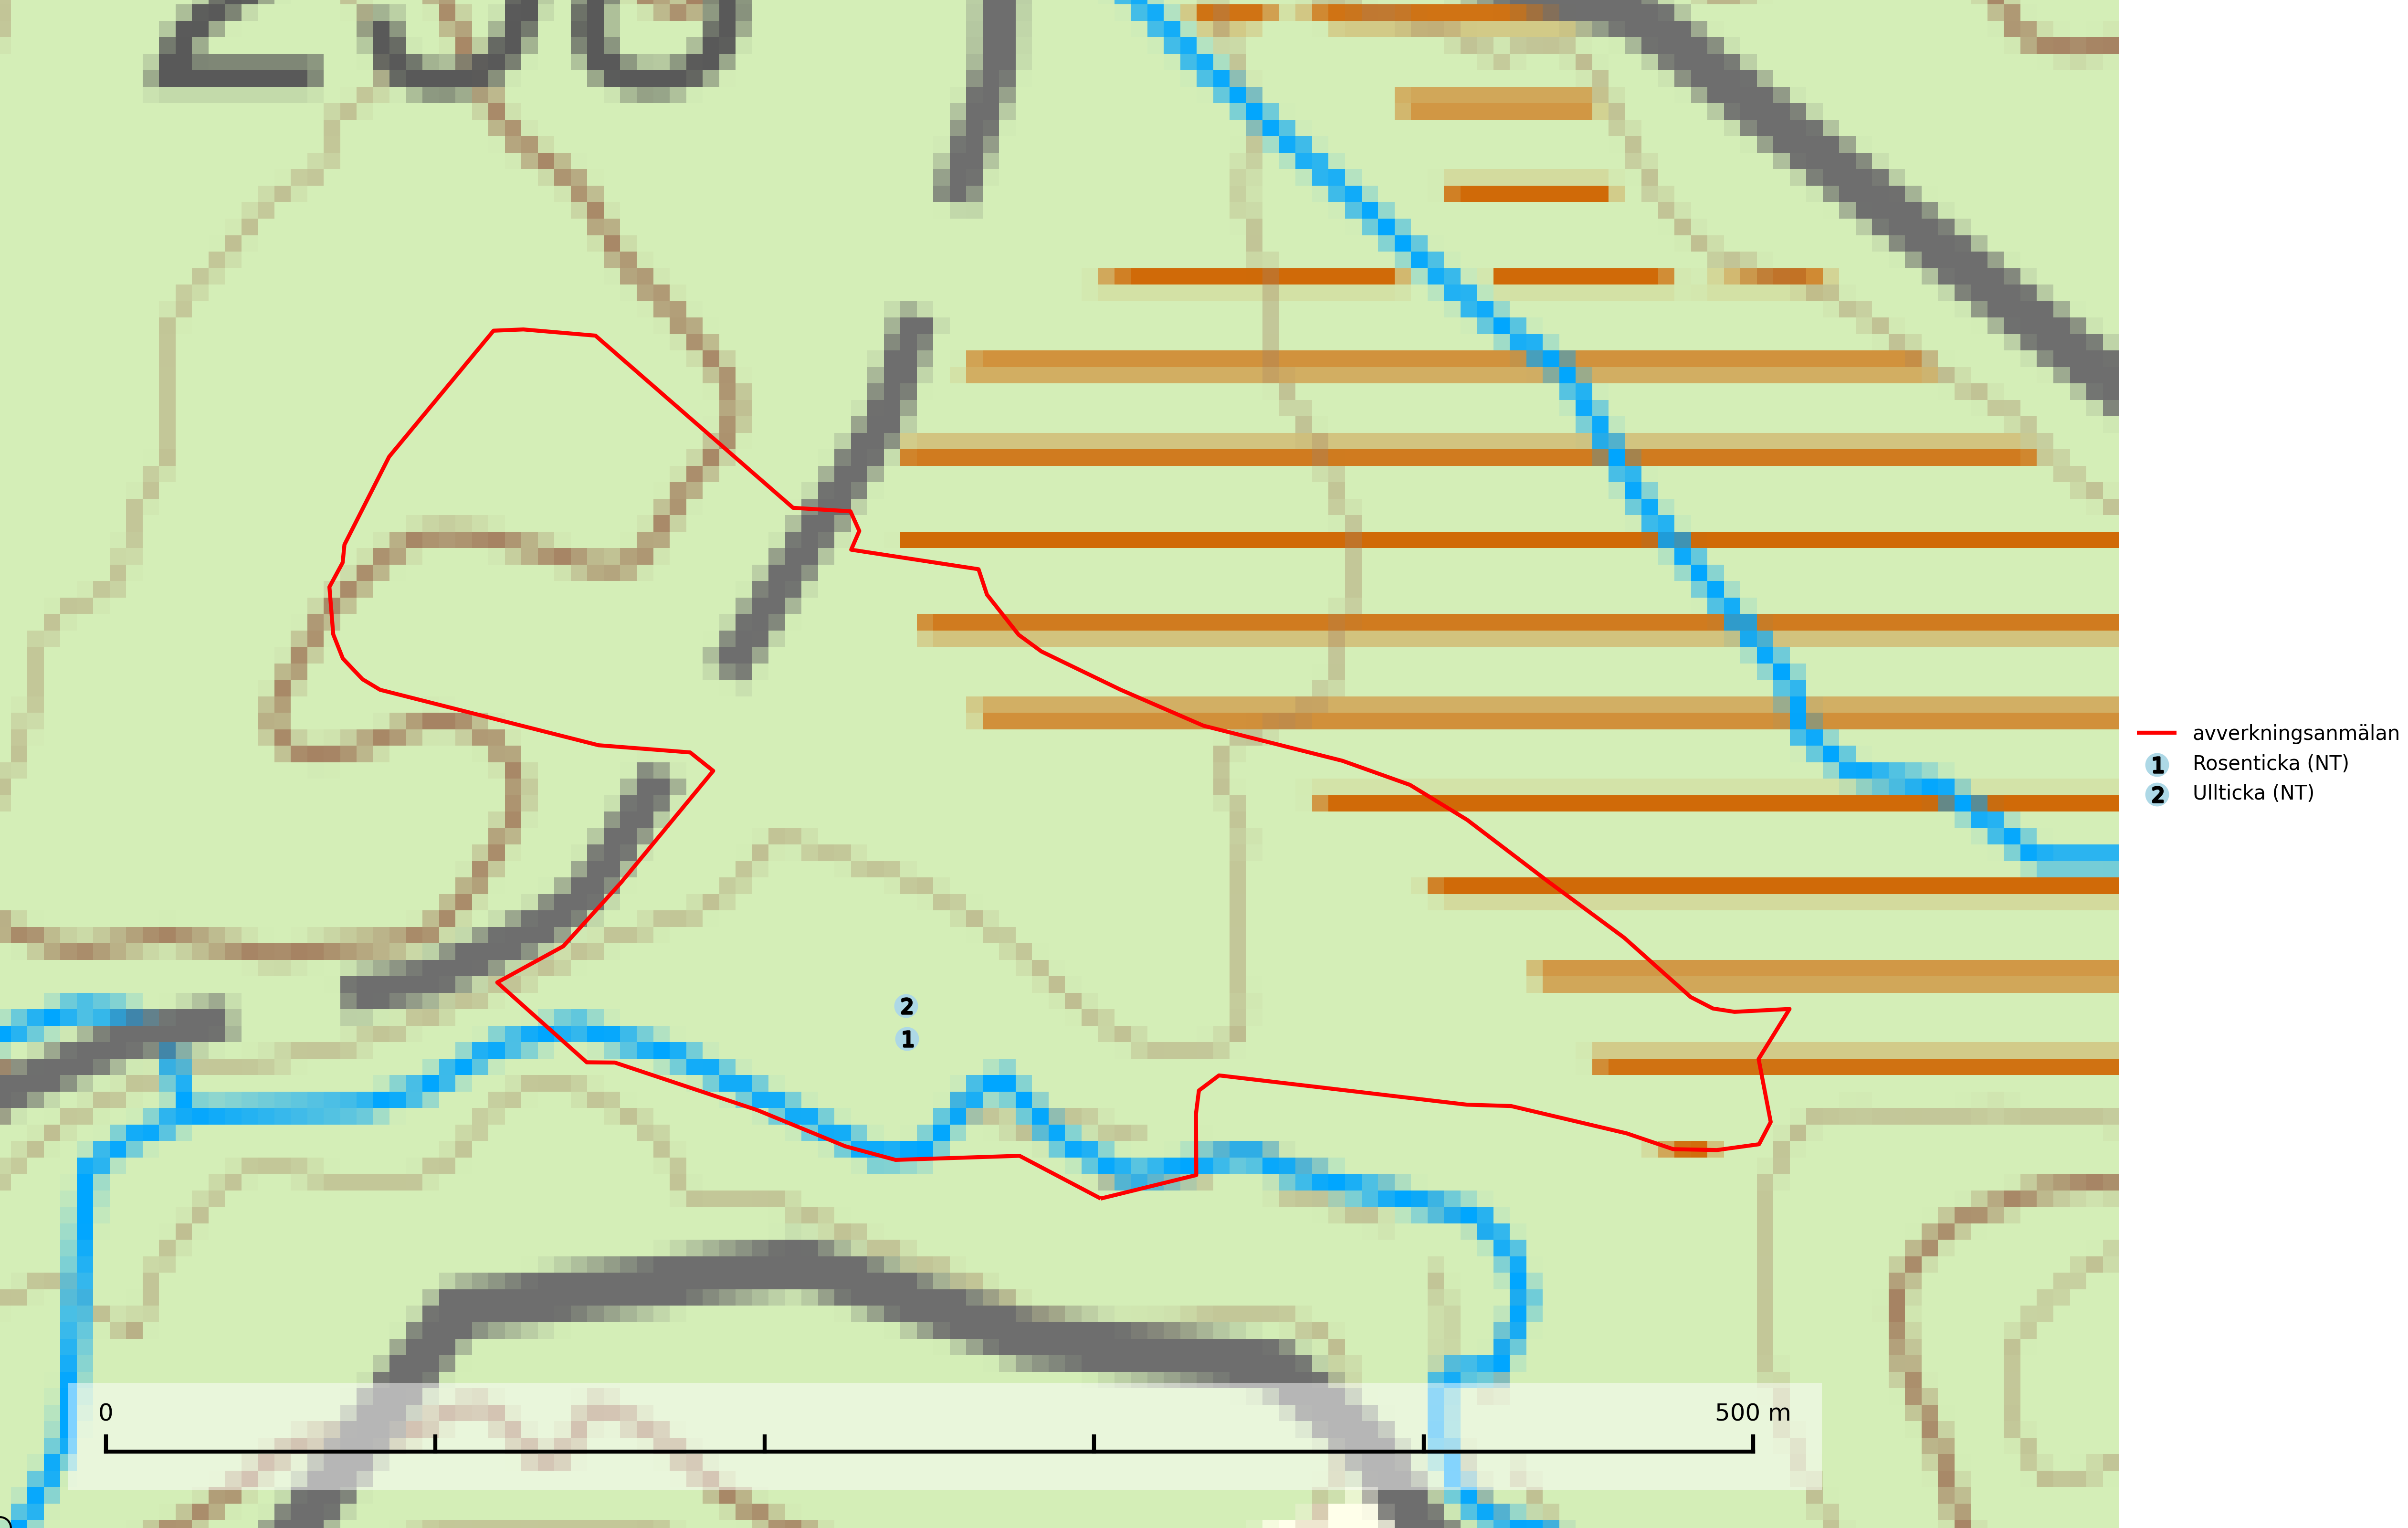 avverkningsanmälan
1 Rosenticka (NT)
2 Ullticka (NT)
2
1
0 500 m